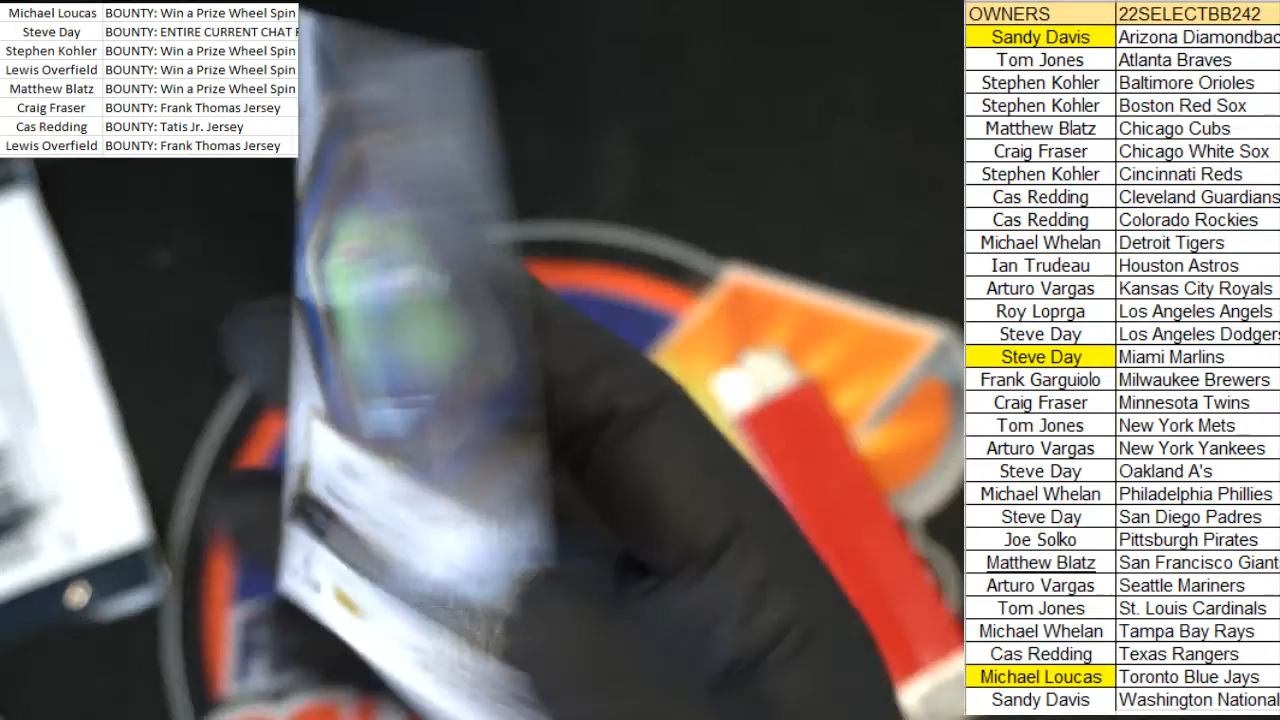 Michael Loucas BOUNTY: Win a Prize Wheel Spin
Steve Day BOUNTY: ENTIRE CURRENT CHAT
Stephen Kohler BOUNTY: Win a Prize Wheel Spin
Lewis Overfield BOUNTY: Win a Prize Wheel Spin
Matthew Blatz BOUNTY: Win a Prize Wheel Spin
Craig Fraser BOUNTY: Frank Thomas Jersey
Cas Redding BOUNTY: Tatis Jr. Jersey
Lewis Overfield BOUNTY: Frank Thomas Jersey
OWNERS 22SELECTBB242
Sandy Davis Arizona Diamondbac
Tom Jones Atlanta Braves
Stephen Kohler Baltimore Orioles
Stephen Kohler Boston Red Sox
Matthew Blatz Chicago Cubs
Craig Fraser Chicago White Sox
Stephen Kohler Cincinnati Reds
Cas Redding Cleveland Guardians
Cas Redding Colorado Rockies
Michael Whelan Detroit Tigers
Ian Trudeau Houston Astros
Arturo Vargas Kansas City Royals
Roy Loprga Los Angeles Angels
Steve Day Los Angeles Dodgers
Steve Day Miami Marlins
Frank Garguiolo Milwaukee Brewers
Craig Fraser Minnesota Twins
Tom Jones New York Mets
Arturo Vargas New York Yankees
Steve Day Oakland A's
Michael Whelan Philadelphia Phillies
Steve Day San Diego Padres
Joe Solko Pittsburgh Pirates
Matthew Blatz San Francisco Giant
Arturo Vargas Seattle Mariners
Tom Jones St. Louis Cardinals
Michael Whelan Tampa Bay Rays
Cas Redding Texas Rangers
Michael Loucas Toronto Blue Jays
Sandy Davis Washington National